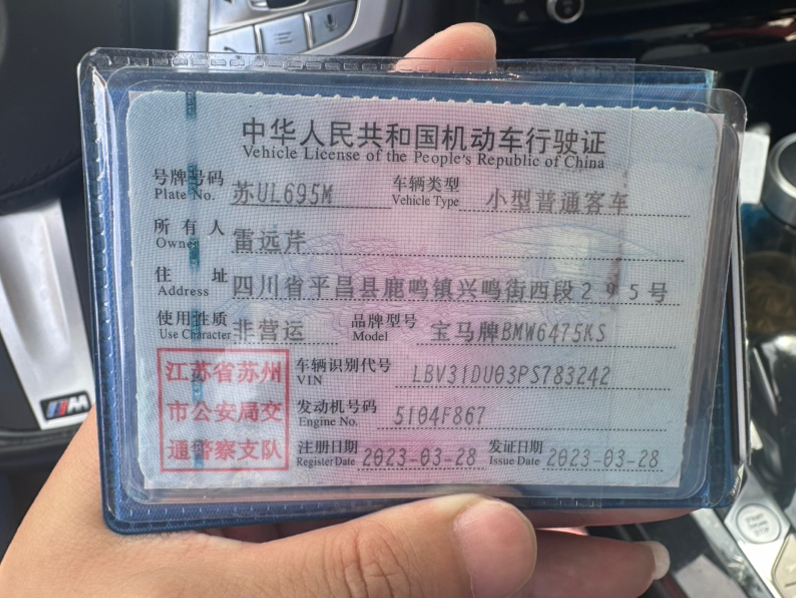 中华人民共和国机动车行驶证
Vehicle License of the People's Republic of China
号牌号码 苏UL695M 车辆类型 小型普通客车
Plate No. Vehicle Type
所有人 雷远芹
Owner
住址 四川省平昌县鹿鸣镇兴鸣街西段295号
Address
使用性质 非营运 品牌型号 宝马牌BMW6475KS
Use Character Model
江苏省苏州
市公安局交
通警察支队
车辆识别代号 LBV31DU03PS783242
VIN
发动机号码 5104F867
Engine No.
注册日期 2023-03-28 发证日期 2023-03-28
Register Date Issue Date
START
STOP